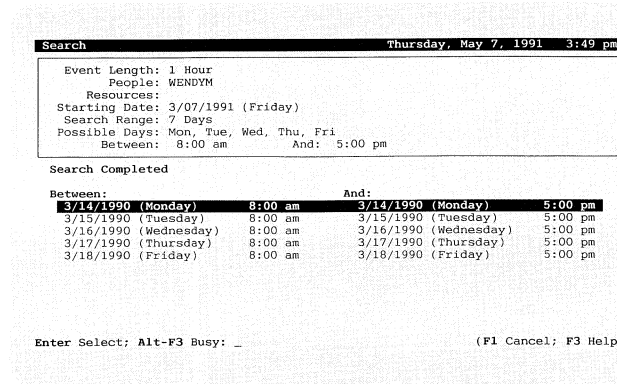 Search Thursday, May 7, 1991 3:49 pm
Event Length: 1 Hour
People: WENDYM
Resources:
Starting Date: 3/07/1991 (Friday)
Search Range: 7 Days
Possible Days: Mon, Tue, Wed, Thu, Fri
Between: 8:00 am And: 5:00 pm
Search Completed
Between: And:
3/14/1990 (Monday) 8:00 am 3/14/1990 (Monday) 5:00 pm
3/15/1990 (Tuesday) 8:00 am 3/15/1990 (Tuesday) 5:00 pm
3/16/1990 (Wednesday) 8:00 am 3/16/1990 (Wednesday) 5:00 pm
3/17/1990 (Thursday) 8:00 am 3/17/1990 (Thursday) 5:00 pm
3/18/1990 (Friday) 8:00 am 3/18/1990 (Friday) 5:00 pm
Enter Select; Alt-F3 Busy: _ (F1 Cancel; F3 Help